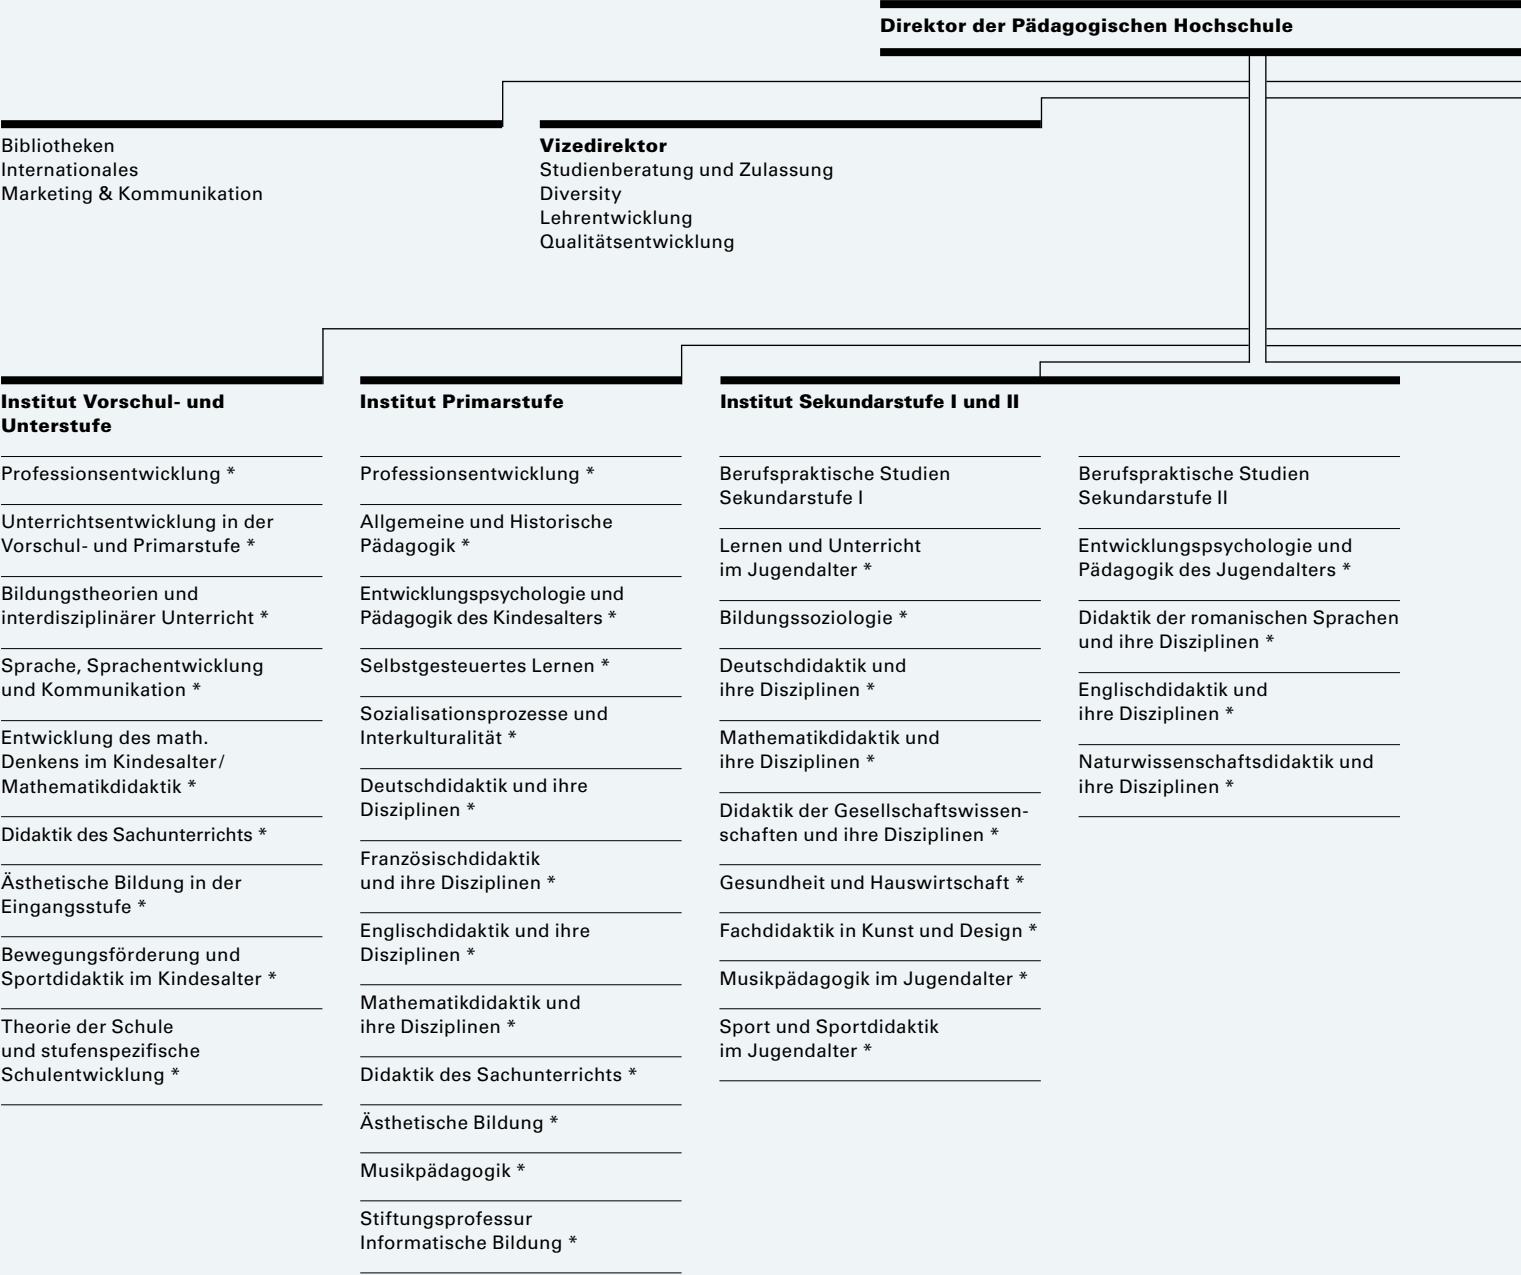 Direktor der Pädagogischen Hochschule
Bibliotheken
Internationales
Marketing & Kommunikation
Vizedirektor
Studienberatung und Zulassung
Diversity
Lehrentwicklung
Qualitätsentwicklung
Institut Vorschul- und
Unterstufe
Professionsentwicklung *
Unterrichtsentwicklung in der
Vorschul- und Primarstufe *
Bildungstheorien und
interdisziplinärer Unterricht *
Sprache, Sprachentwicklung
und Kommunikation *
Entwicklung des math.
Denkens im Kindesalter/
Mathematikdidaktik *
Didaktik des Sachunterrichts *
Ästhetische Bildung in der
Eingangsstufe *
Bewegungsförderung und
Sportdidaktik im Kindesalter *
Theorie der Schule
und stufenspezifische
Schulentwicklung *
Institut Primarstufe
Professionsentwicklung *
Allgemeine und Historische
Pädagogik *
Entwicklungspsychologie und
Pädagogik des Kindesalters *
Selbstgesteuertes Lernen *
Sozialisationsprozesse und
Interkulturalität *
Deutschdidaktik und ihre
Disziplinen *
Französischdidaktik
und ihre Disziplinen *
Englischdidaktik und ihre
Disziplinen *
Mathematikdidaktik und
ihre Disziplinen *
Didaktik des Sachunterrichts *
Ästhetische Bildung *
Musikpädagogik *
Stiftungsprofessur
Informatische Bildung *
Institut Sekundarstufe I und II
Berufspraktische Studien
Sekundarstufe I
Lernen und Unterricht
im Jugendalter *
Bildungssoziologie *
Deutschdidaktik und
ihre Disziplinen *
Mathematikdidaktik und
ihre Disziplinen *
Didaktik der Gesellschaftswissen-
schaften und ihre Disziplinen *
Gesundheit und Hauswirtschaft *
Fachdidaktik in Kunst und Design *
Musikpädagogik im Jugendalter *
Sport und Sportdidaktik
im Jugendalter *
Berufspraktische Studien
Sekundarstufe II
Entwicklungspsychologie und
Pädagogik des Jugendalters *
Didaktik der romanischen Sprachen
und ihre Disziplinen *
Englischdidaktik und
ihre Disziplinen *
Naturwissenschaftsdidaktik und
ihre Disziplinen *